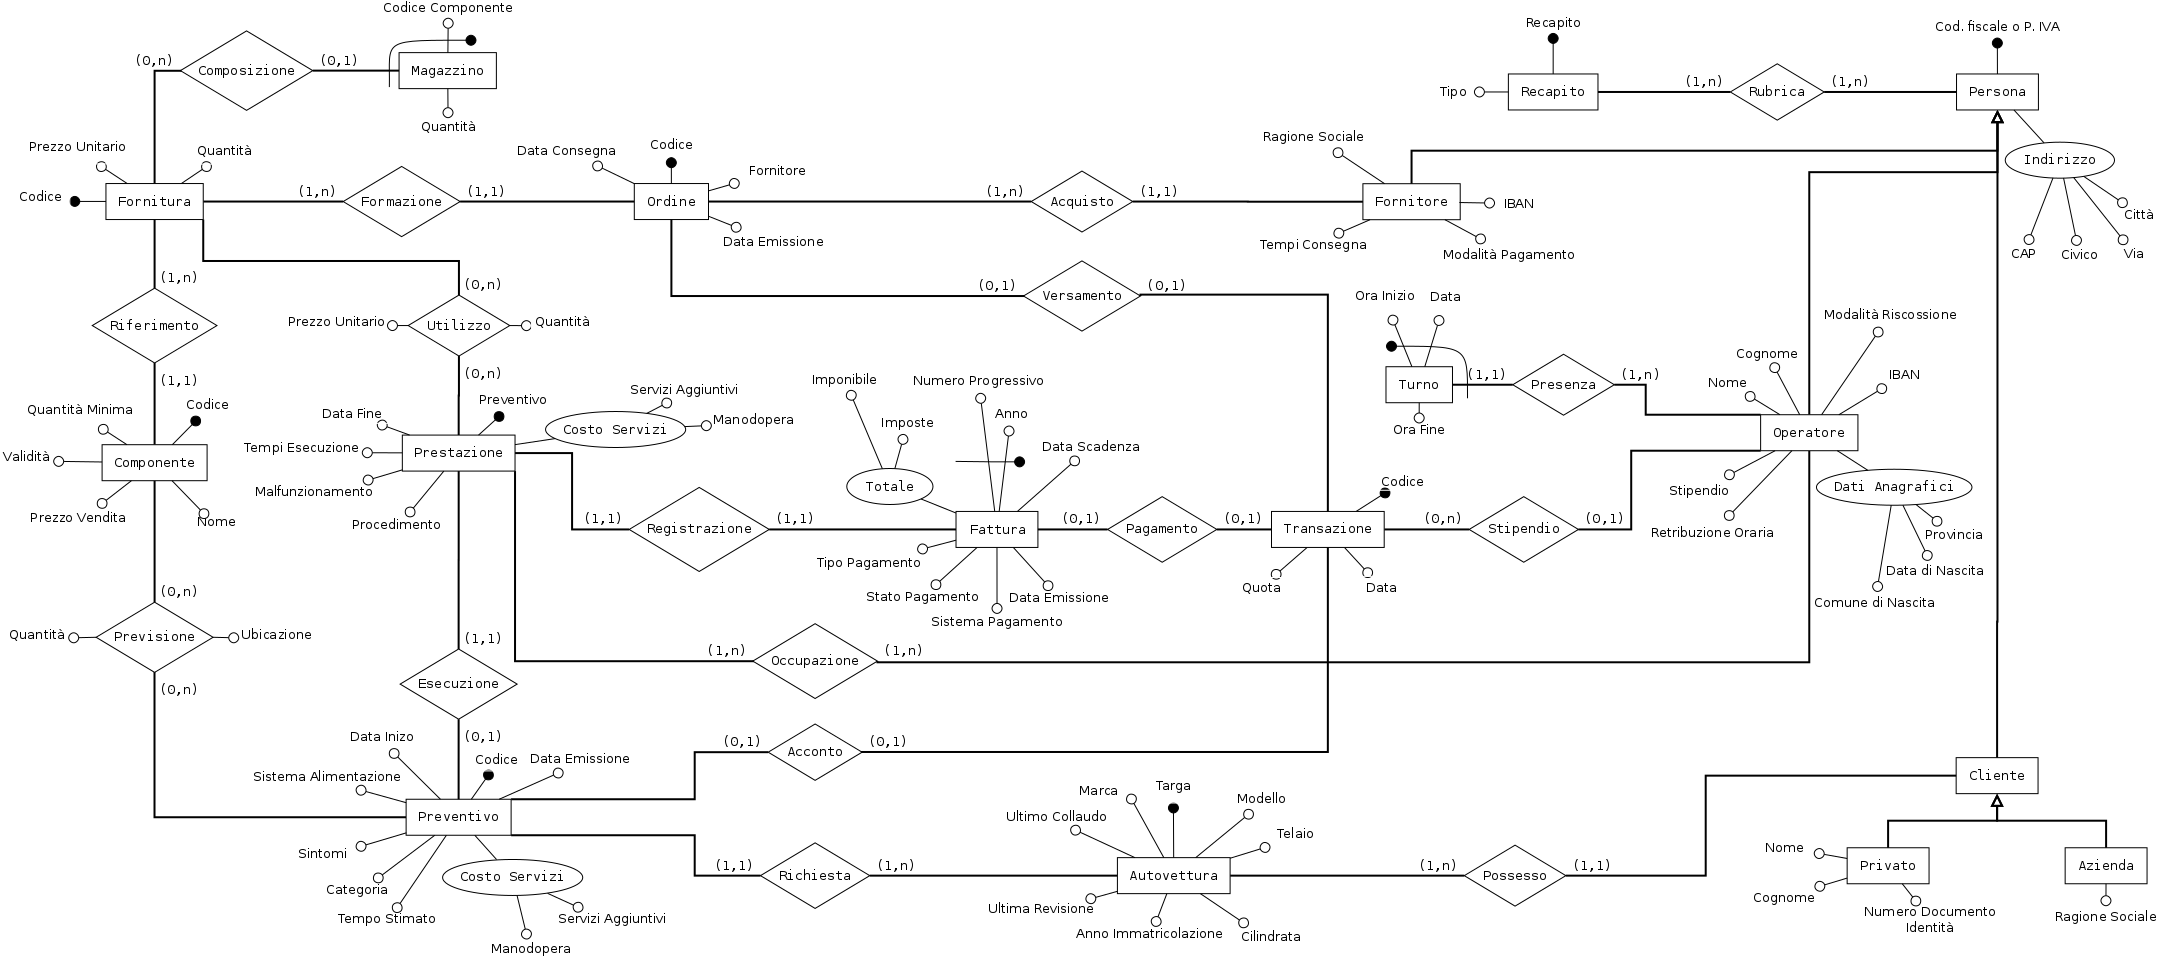 Codice Componente
(0,n)
Composizione
(0,1)
Magazzino
Quantità
Recapito
Cod. fiscale o P. IVA
Tipo
Recapito
(1,n)
Rubrica
(1,n)
Persona
Indirizzo
CAP
Civico
Via
Città
Prezzo Unitario
Quantità
Codice
Fornitura
(1,n)
Formazione
(1,1)
Data Consegna
Codice
Fornitore
Ordine
Data Emissione
(1,n)
Acquisto
(1,1)
Ragione Sociale
Fornitore
IBAN
Tempi Consegna
Modalità Pagamento
(1,n)
Riferimento
(1,1)
(0,n)
Prezzo Unitario
Utilizzo
Quantità
(0,n)
(0,1)
Versamento
(0,1)
Ora Inizio
Data
Turno
Ora Fine
(1,1)
Presenza
(1,n)
Modalità Riscossione
Cognome
Nome
IBAN
Operatore
Stipendio
Retribuzione Oraria
Dati Anagrafici
Provincia
Data di Nascita
Comune di Nascita
Quantità Minima
Codice
Validità
Componente
Prezzo Vendita
Nome
Data Fine
Preventivo
Servizi Aggiuntivi
Costo Servizi
Manodopera
Tempi Esecuzione
Prestazione
Malfunzionamento
Procedimento
(1,1)
Registrazione
(1,1)
Imponibile
Imposte
Totale
Numero Progressivo
Anno
Data Scadenza
Fattura
Tipo Pagamento
Stato Pagamento
Sistema Pagamento
Data Emissione
(0,1)
Pagamento
(0,1)
Codice
Transazione
Quota
Data
(0,n)
Stipendio
(0,1)
(0,n)
Quantità
Previsione
Ubicazione
(0,n)
(1,1)
Esecuzione
(0,1)
(1,n)
Occupazione
(1,n)
(0,1)
Acconto
(0,1)
Data Inizo
Codice
Data Emissione
Sistema Alimentazione
Preventivo
Sintomi
Categoria
Tempo Stimato
Costo Servizi
Servizi Aggiuntivi
Manodopera
(1,1)
Richiesta
(1,n)
Marca
Targa
Modello
Ultimo Collaudo
Telaio
Autovettura
Ultima Revisione
Anno Immatricolazione
Cilindrata
(1,n)
Possesso
(1,1)
Cliente
Nome
Privato
Cognome
Numero Documento
Identità
Azienda
Ragione Sociale